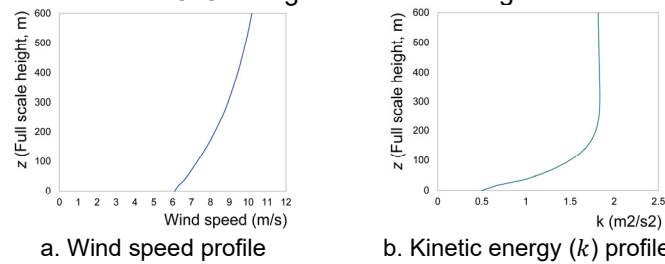 z (Full scale height, m)
600
500
400
300
200
100
0
0 1 2 3 4 5 6 7 8 9 10 11 12
Wind speed (m/s)
a. Wind speed profile
z (Full scale height, m)
600
500
400
300
200
100
0
0 0.5 1 1.5 2 2.5
k (m2/s2)
b. Kinetic energy (k) profile